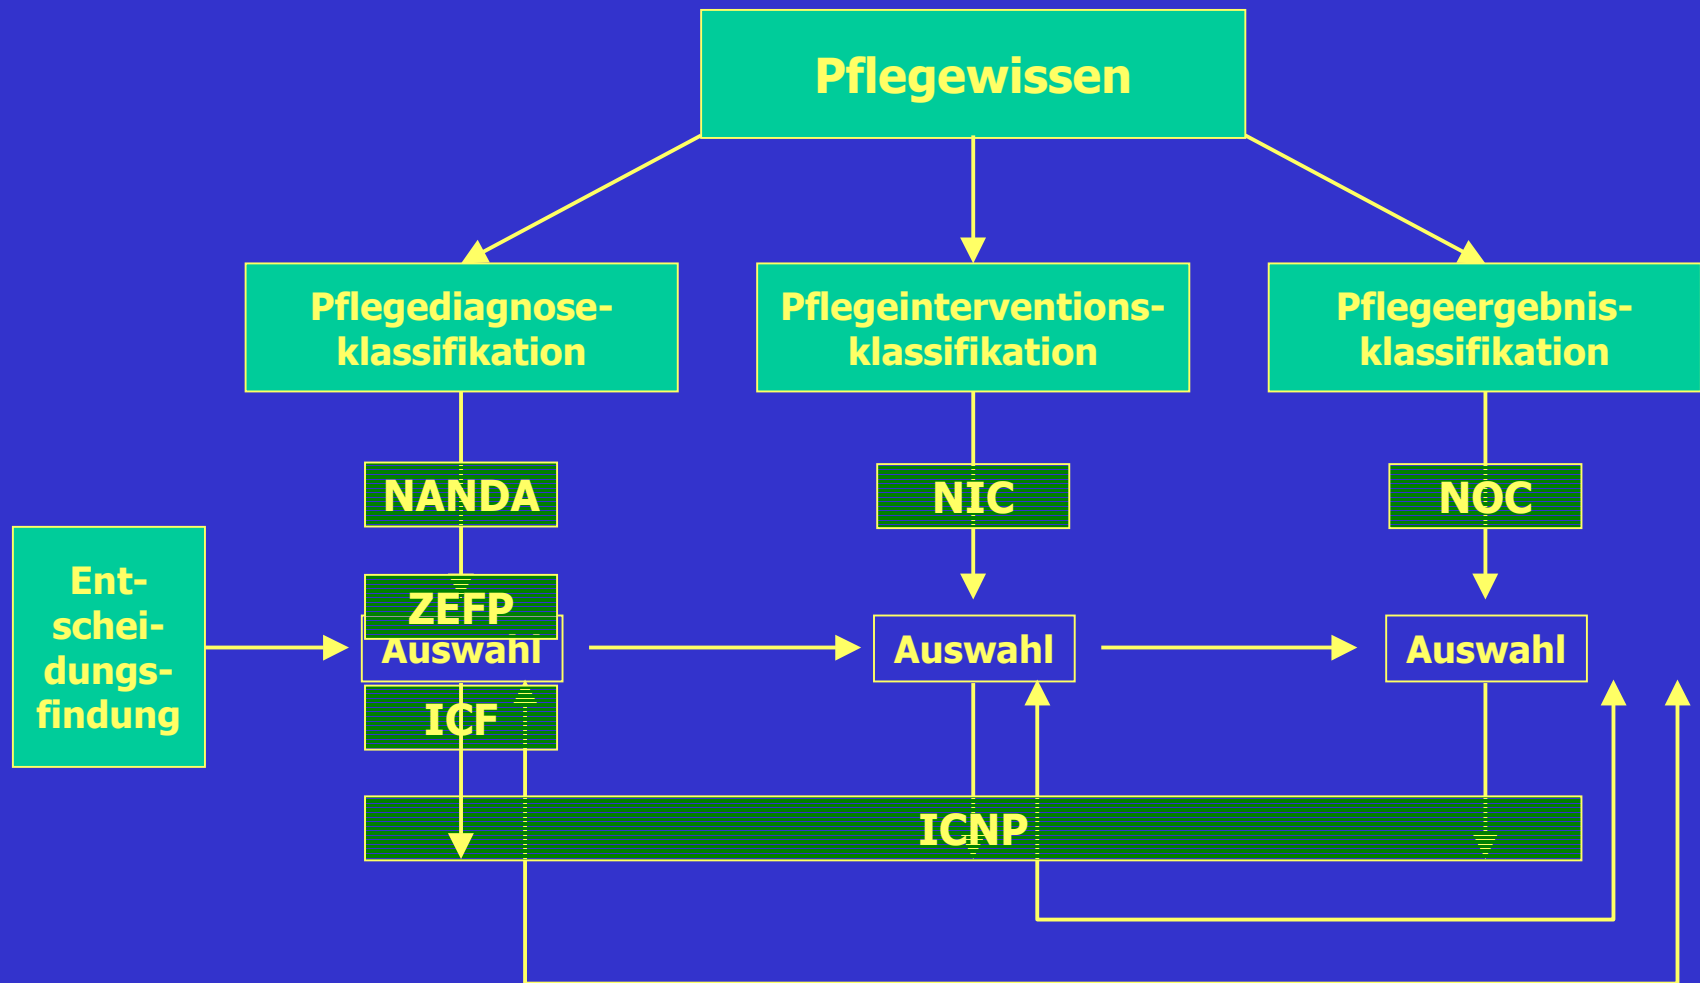 Pflegewissen
Pflegediagnose-
klassifikation
Pflegeinterventions-
klassifikation
Pflegeergebnis-
klassifikation
NANDA
NIC
NOC
Ent-
schei-
dungs-
findung
ZEFP
Auswahl
Auswahl
Auswahl
ICF
ICNP